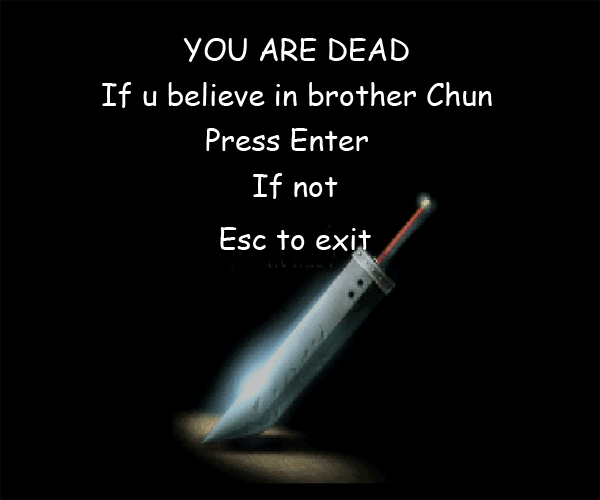 YOU ARE DEAD
If u believe in brother Chun
Press Enter
If not
Esc to exit